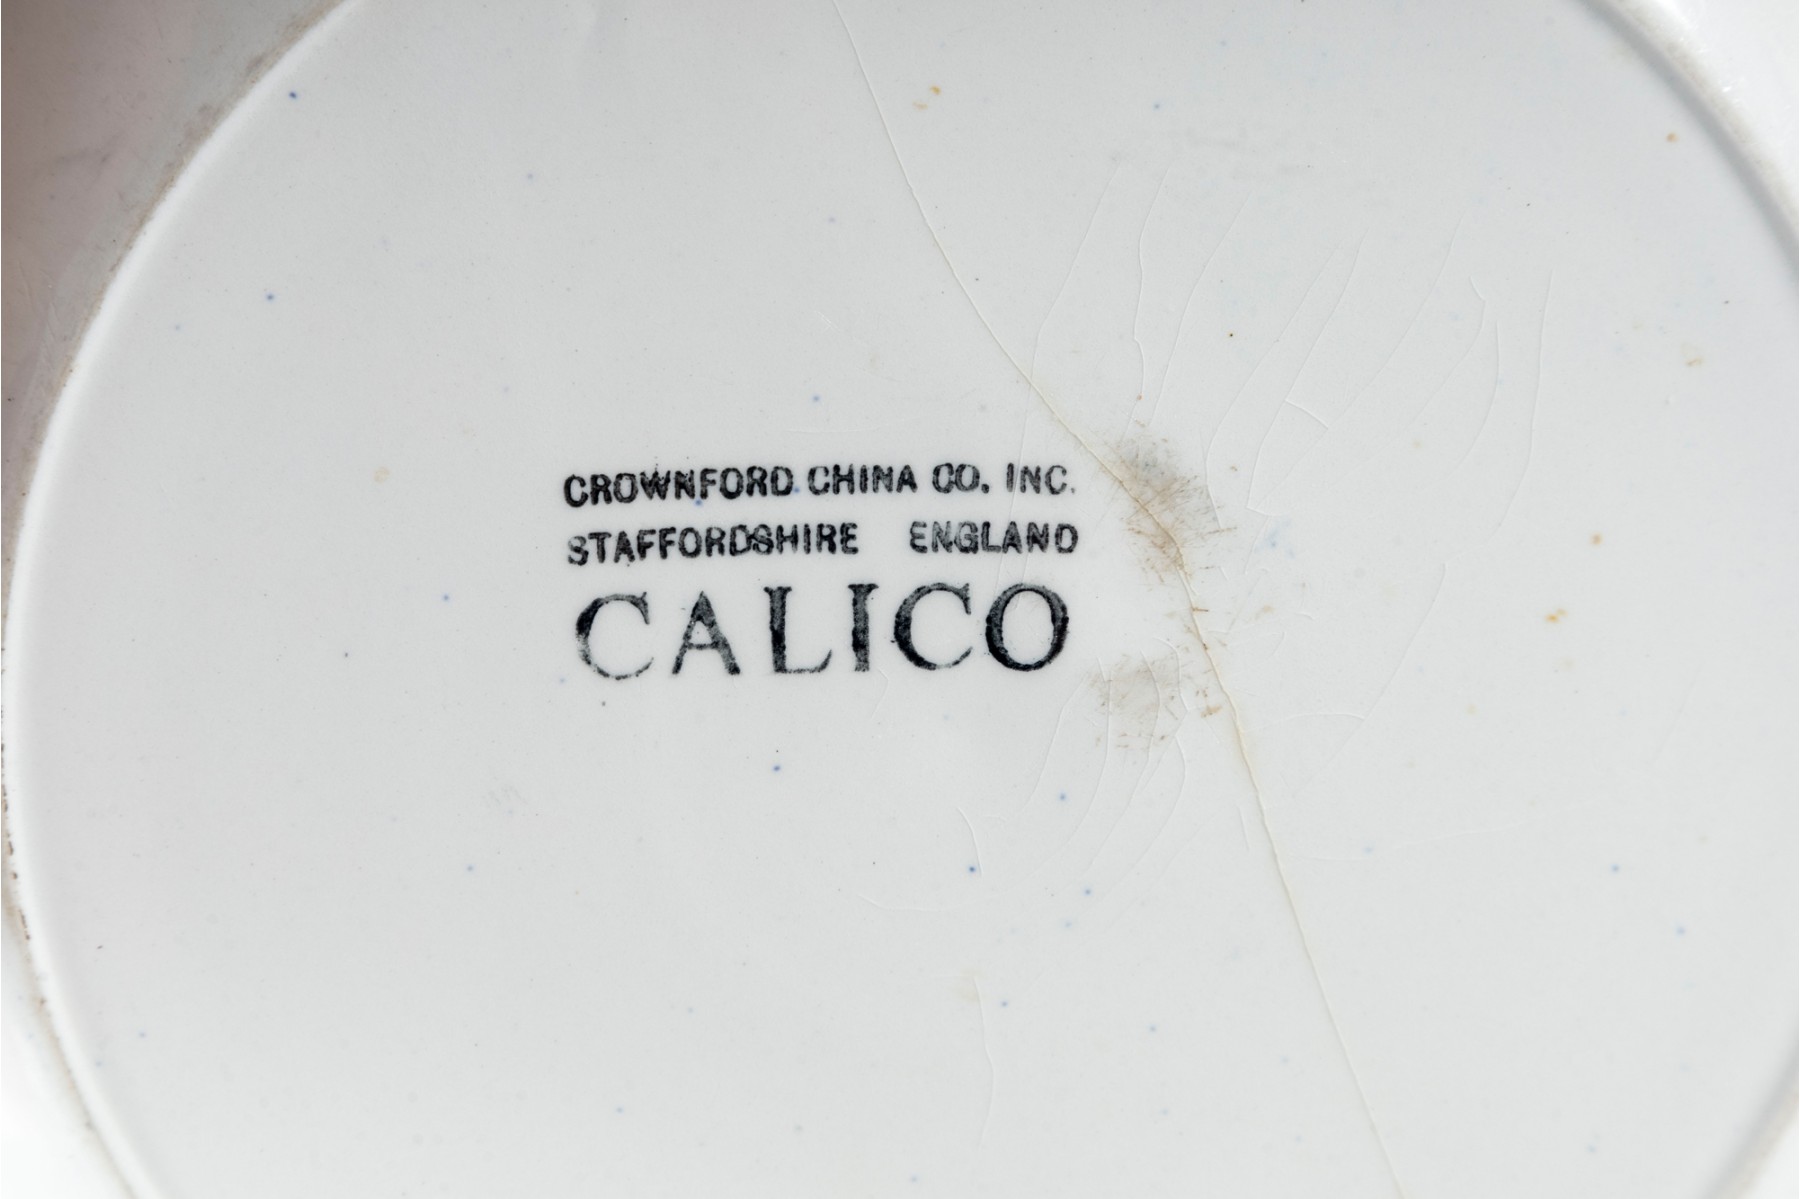 CROWNFORD CHINA CO. INC.
STAFFORDSHIRE ENGLAND
CALICO